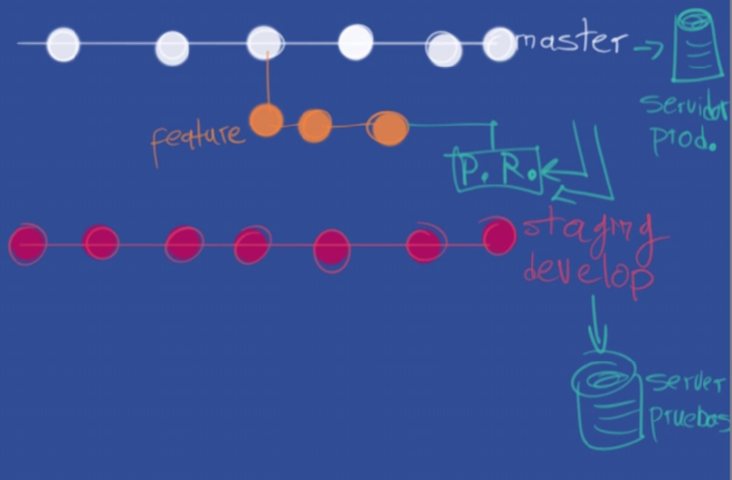 master
servidor
prod.
feature
P. R.
staging
develop
server
pruebas